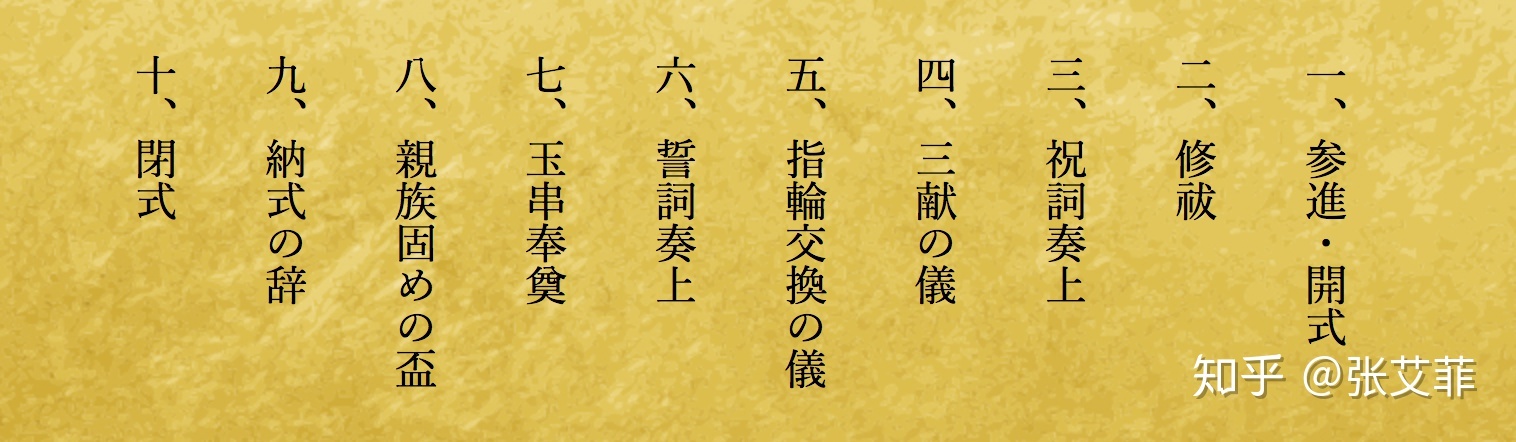 一、参進・開式
二、修祓
三、祝詞奏上
四、三献の儀
五、指輪交換の儀
六、誓詞奏上
七、玉串奉奠
八、親族固めの盃
九、納式の辞
十、閉式
知乎 @张艾菲